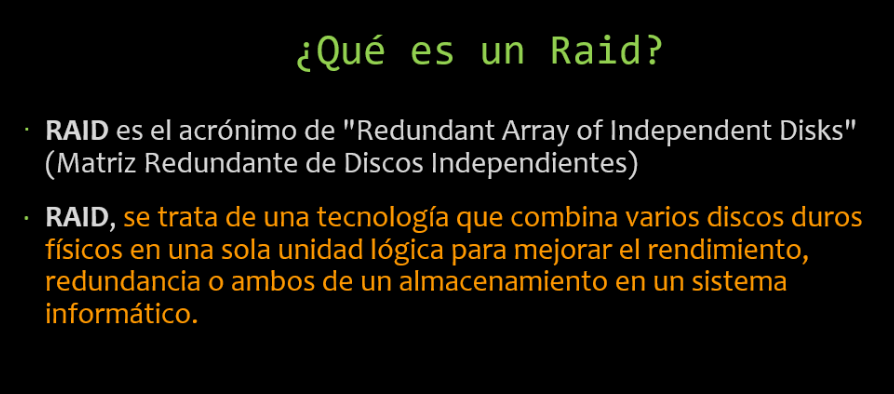 ¿Qué es un Raid?
· RAID es el acrónimo de "Redundant Array of Independent Disks"
(Matriz Redundante de Discos Independientes)
· RAID, se trata de una tecnología que combina varios discos duros
físicos en una sola unidad lógica para mejorar el rendimiento,
redundancia o ambos de un almacenamiento en un sistema
informático.